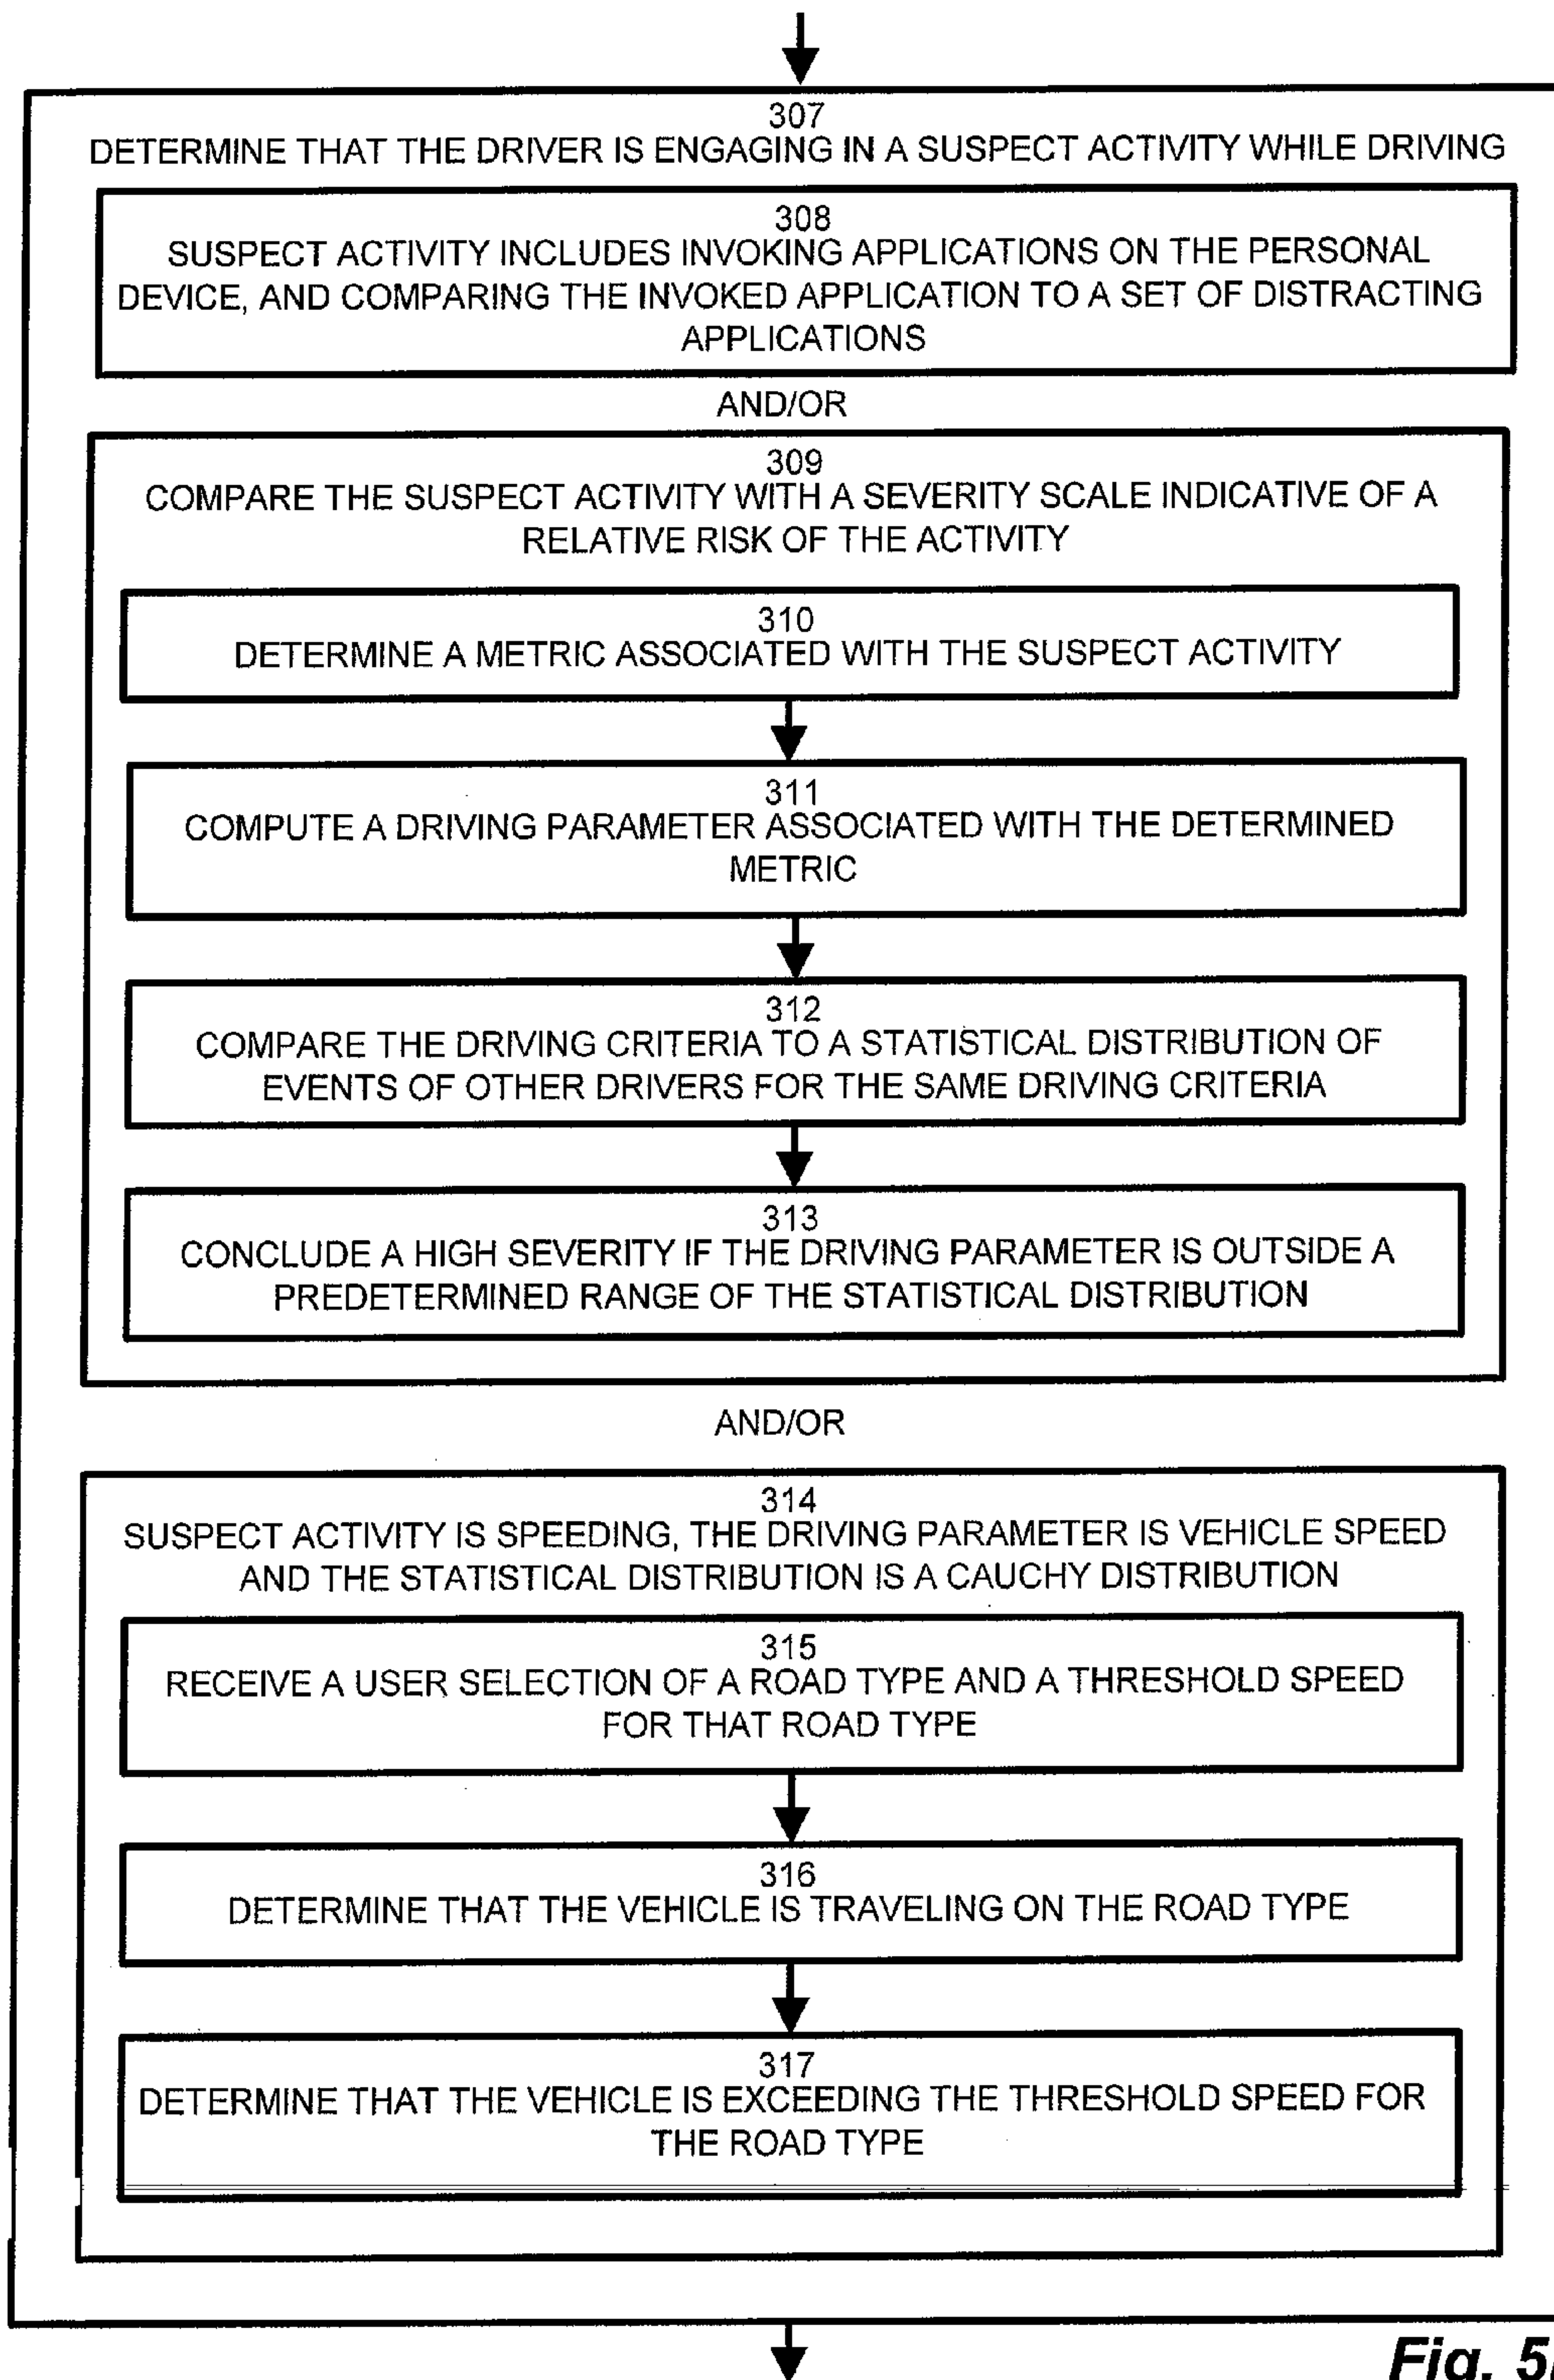 307
DETERMINE THAT THE DRIVER IS ENGAGING IN A SUSPECT ACTIVITY WHILE DRIVING
308
SUSPECT ACTIVITY INCLUDES INVOKING APPLICATIONS ON THE PERSONAL
DEVICE, AND COMPARING THE INVOKED APPLICATION TO A SET OF DISTRACTING
APPLICATIONS
AND/OR
309
COMPARE THE SUSPECT ACTIVITY WITH A SEVERITY SCALE INDICATIVE OF A
RELATIVE RISK OF THE ACTIVITY
310
DETERMINE A METRIC ASSOCIATED WITH THE SUSPECT ACTIVITY
311
COMPUTE A DRIVING PARAMETER ASSOCIATED WITH THE DETERMINED
METRIC
312
COMPARE THE DRIVING CRITERIA TO A STATISTICAL DISTRIBUTION OF
EVENTS OF OTHER DRIVERS FOR THE SAME DRIVING CRITERIA
313
CONCLUDE A HIGH SEVERITY IF THE DRIVING PARAMETER IS OUTSIDE A
PREDETERMINED RANGE OF THE STATISTICAL DISTRIBUTION
AND/OR
314
SUSPECT ACTIVITY IS SPEEDING, THE DRIVING PARAMETER IS VEHICLE SPEED
AND THE STATISTICAL DISTRIBUTION IS A CAUCHY DISTRIBUTION
315
RECEIVE A USER SELECTION OF A ROAD TYPE AND A THRESHOLD SPEED
FOR THAT ROAD TYPE
316
DETERMINE THAT THE VEHICLE IS TRAVELING ON THE ROAD TYPE
317
DETERMINE THAT THE VEHICLE IS EXCEEDING THE THRESHOLD SPEED FOR
THE ROAD TYPE
Fig. 5